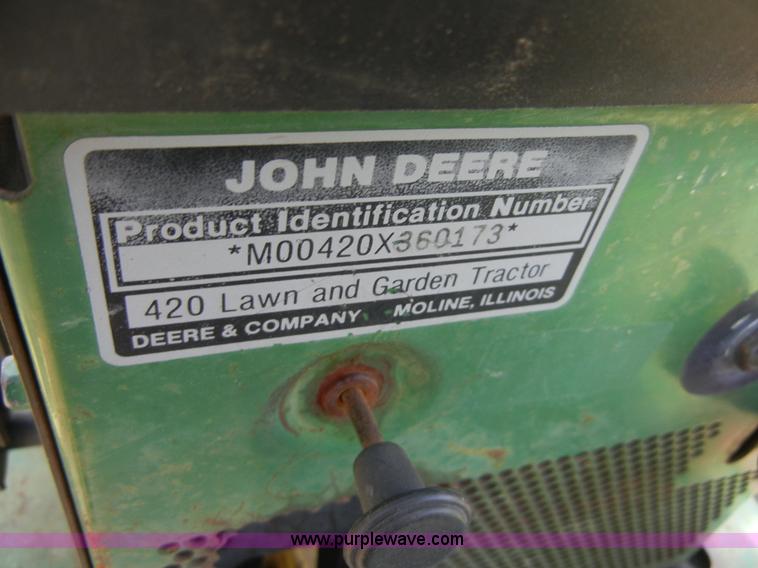 JOHN DEERE
Product Identification Number
*M00420X360173*
420 Lawn and Garden Tractor
DEERE & COMPANY MOLINE, ILLINOIS
www.purplewave.com